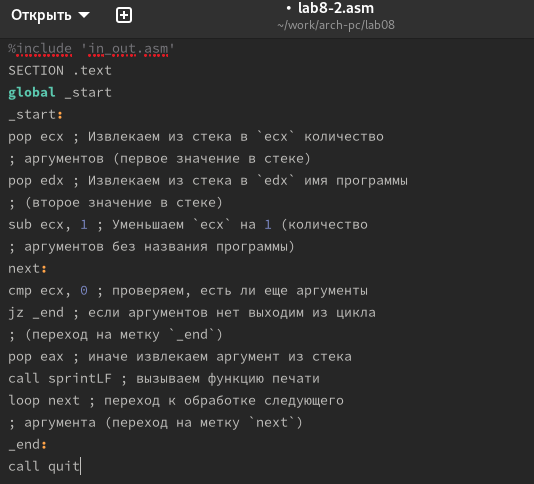 Открыть
• lab8-2.asm
~/work/arch-pc/lab08
%include 'in_out.asm'
SECTION .text
global _start
_start:
pop ecx ; Извлекаем из стека в `ecx` количество
; аргументов (первое значение в стеке)
pop edx ; Извлекаем из стека в `edx` имя программы
; (второе значение в стеке)
sub ecx, 1 ; Уменьшаем `ecx` на 1 (количество
; аргументов без названия программы)
next:
cmp ecx, 0 ; проверяем, есть ли еще аргументы
jz _end ; если аргументов нет выходим из цикла
; (переход на метку `_end`)
pop eax ; иначе извлекаем аргумент из стека
call sprintLF ; вызываем функцию печати
loop next ; переход к обработке следующего
; аргумента (переход на метку `next`)
_end:
call quit